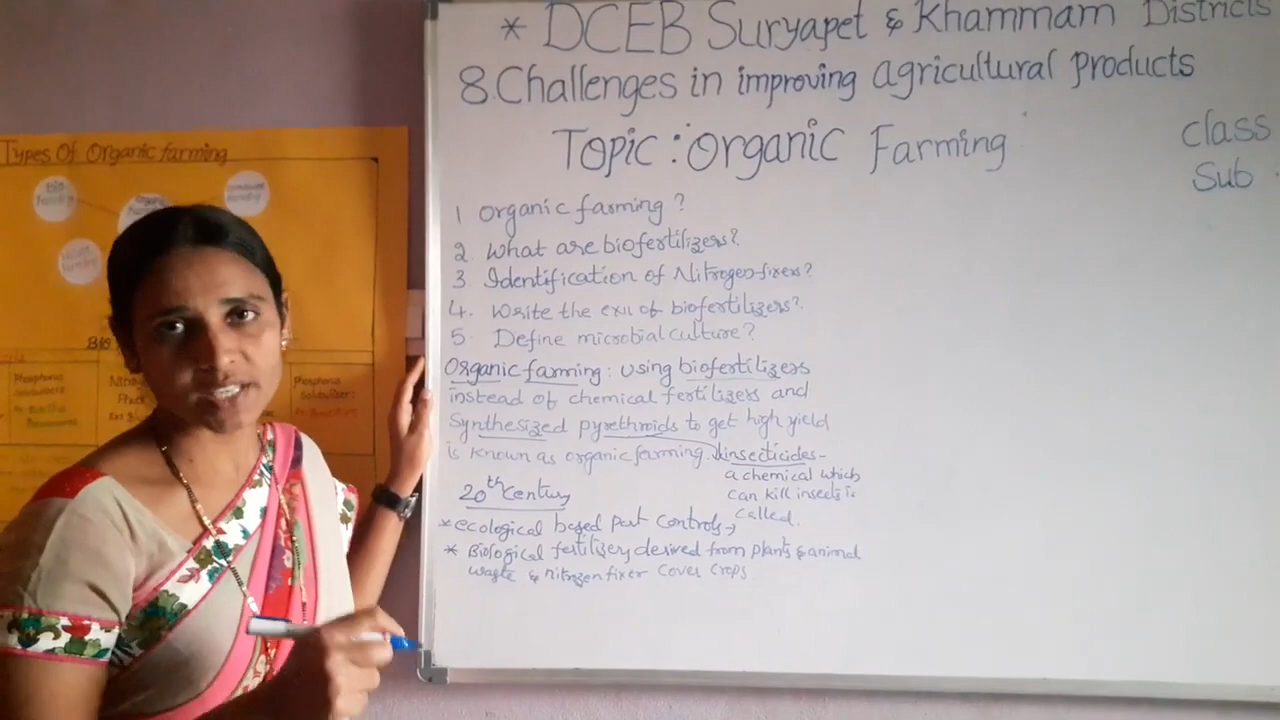 * DCEB Suryapet & Khammam Districts
8. Challenges in improving agricultural products
Topic : Organic Farming
Class
Sub
1 Organic farming ?
2. What are biofertilizers?
3. Identification of Nitrogen fixers?
4. Write the of biofertilizers?
5. Define microbial culture?
Organic farming: using biofertilizers
instead of chemical fertilizers and
Synthesized pyrethroids to get high yield
is known as organic farming.
insecticides -
a chemical which
can kill insects is
called.
20th Century
* ecological based Controls,
* Biological derived from plants & animal
waste & nitrozen fixer Cover Crops
Types Of Organic farming
Phosphorus
Phosphorus